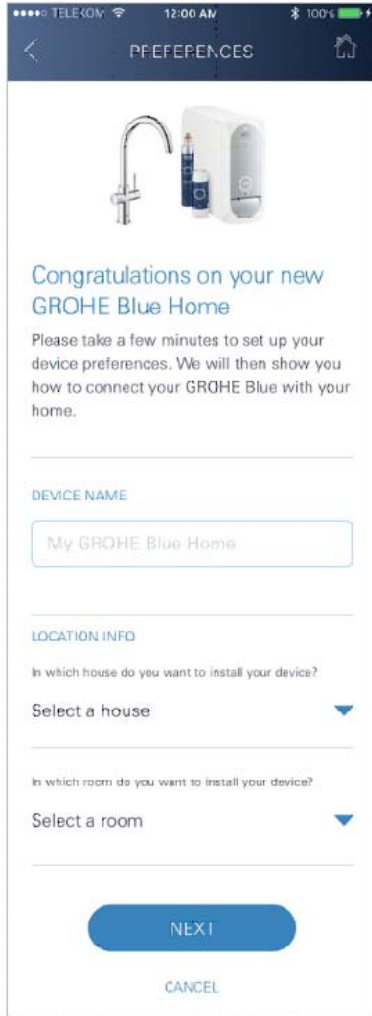 TELEKOM 12:00 AM 100%
PREFERENCES
Congratulations on your new
GROHE Blue Home
Please take a few minutes to set up your
device preferences. We will then show you
how to connect your GROHE Blue with your
home.
DEVICE NAME
My GROHE Blue Home
LOCATION INFO
In which house do you want to install your device?
Select a house
In which room do you want to install your device?
Select a room
NEXT
CANCEL